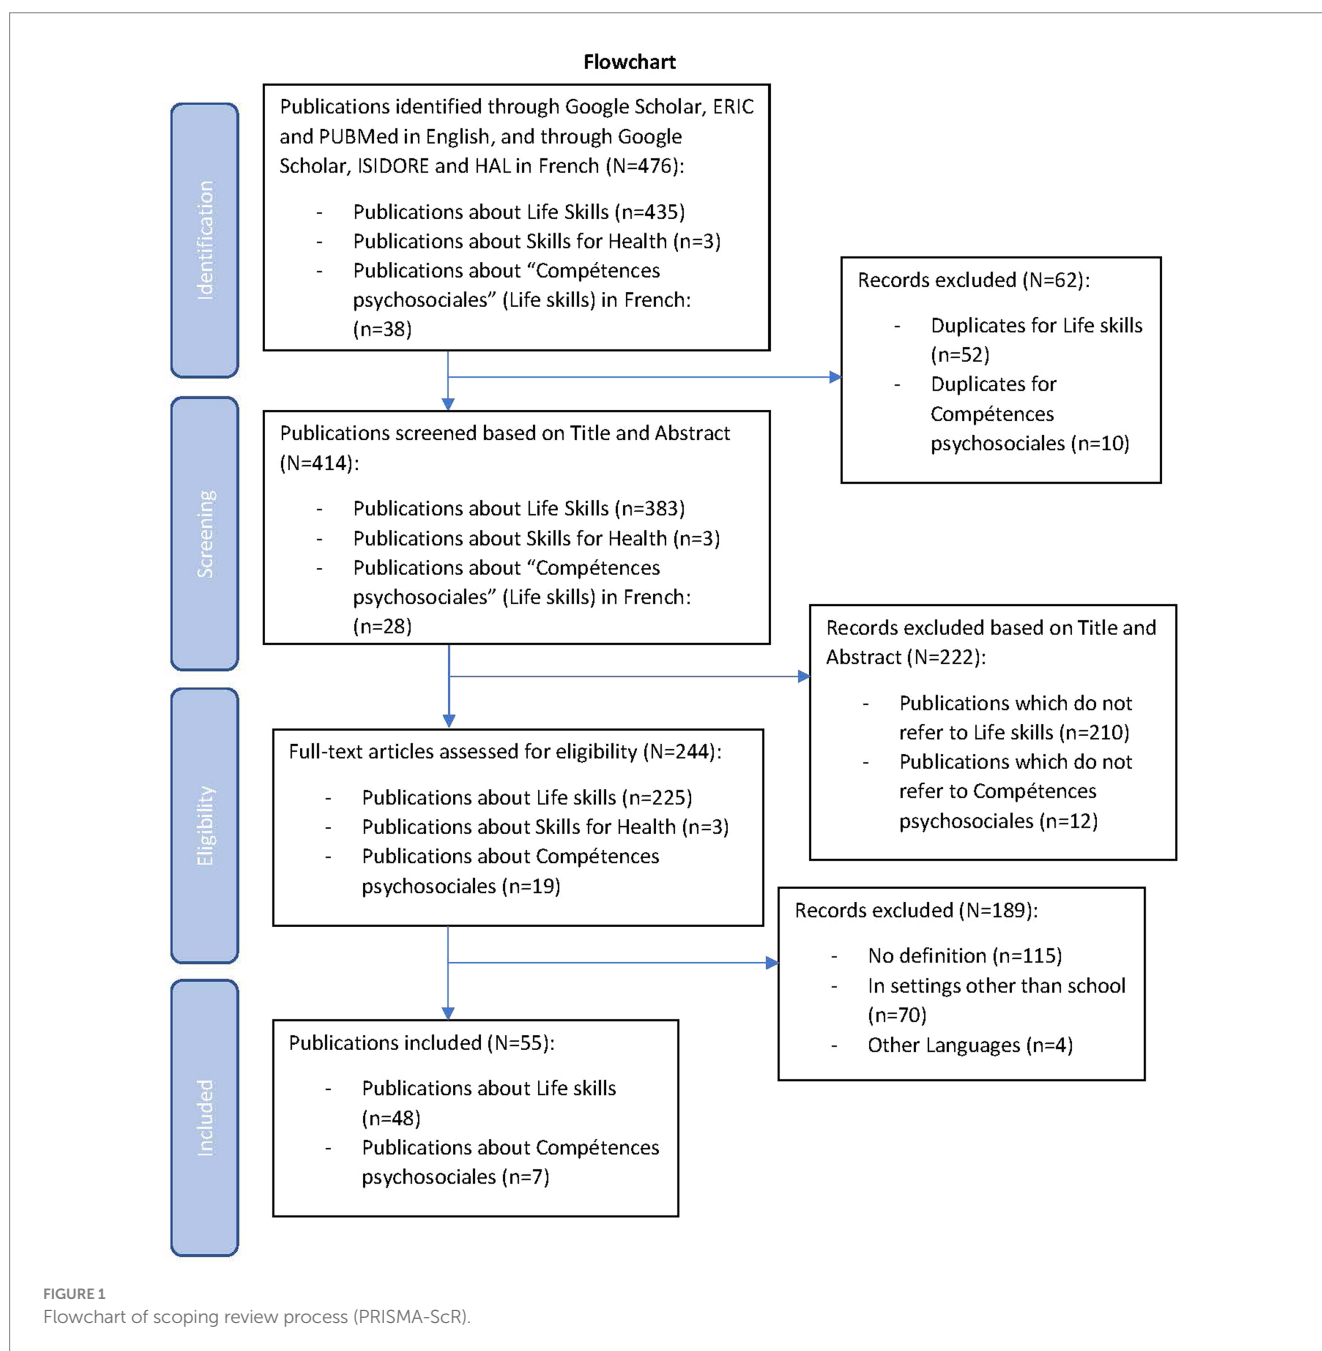 Flowchart
Identification
Publications identified through Google Scholar, ERIC
and PUBMed in English, and through Google
Scholar, ISIDORE and HAL in French (N=476):
- Publications about Life Skills (n=435)
- Publications about Skills for Health (n=3)
- Publications about “Compétences
psychosociales” (Life skills) in French:
(n=38)
Records excluded (N=62):
- Duplicates for Life skills
(n=52)
- Duplicates for
Compétences
psychosociales (n=10)
Screening
Publications screened based on Title and Abstract
(N=414):
- Publications about Life Skills (n=383)
- Publications about Skills for Health (n=3)
- Publications about “Compétences
psychosociales” (Life skills) in French:
(n=28)
Records excluded based on Title and
Abstract (N=222):
- Publications which do not
refer to Life skills (n=210)
- Publications which do not
refer to Compétences
psychosociales (n=12)
Eligibility
Full-text articles assessed for eligibility (N=244):
- Publications about Life skills (n=225)
- Publications about Skills for Health (n=3)
- Publications about Compétences
psychosociales (n=19)
Records excluded (N=189):
- No definition (n=115)
- In settings other than school
(n=70)
- Other Languages (n=4)
Included
Publications included (N=55):
- Publications about Life skills
(n=48)
- Publications about Compétences
psychosociales (n=7)
FIGURE 1
Flowchart of scoping review process (PRISMA-ScR).